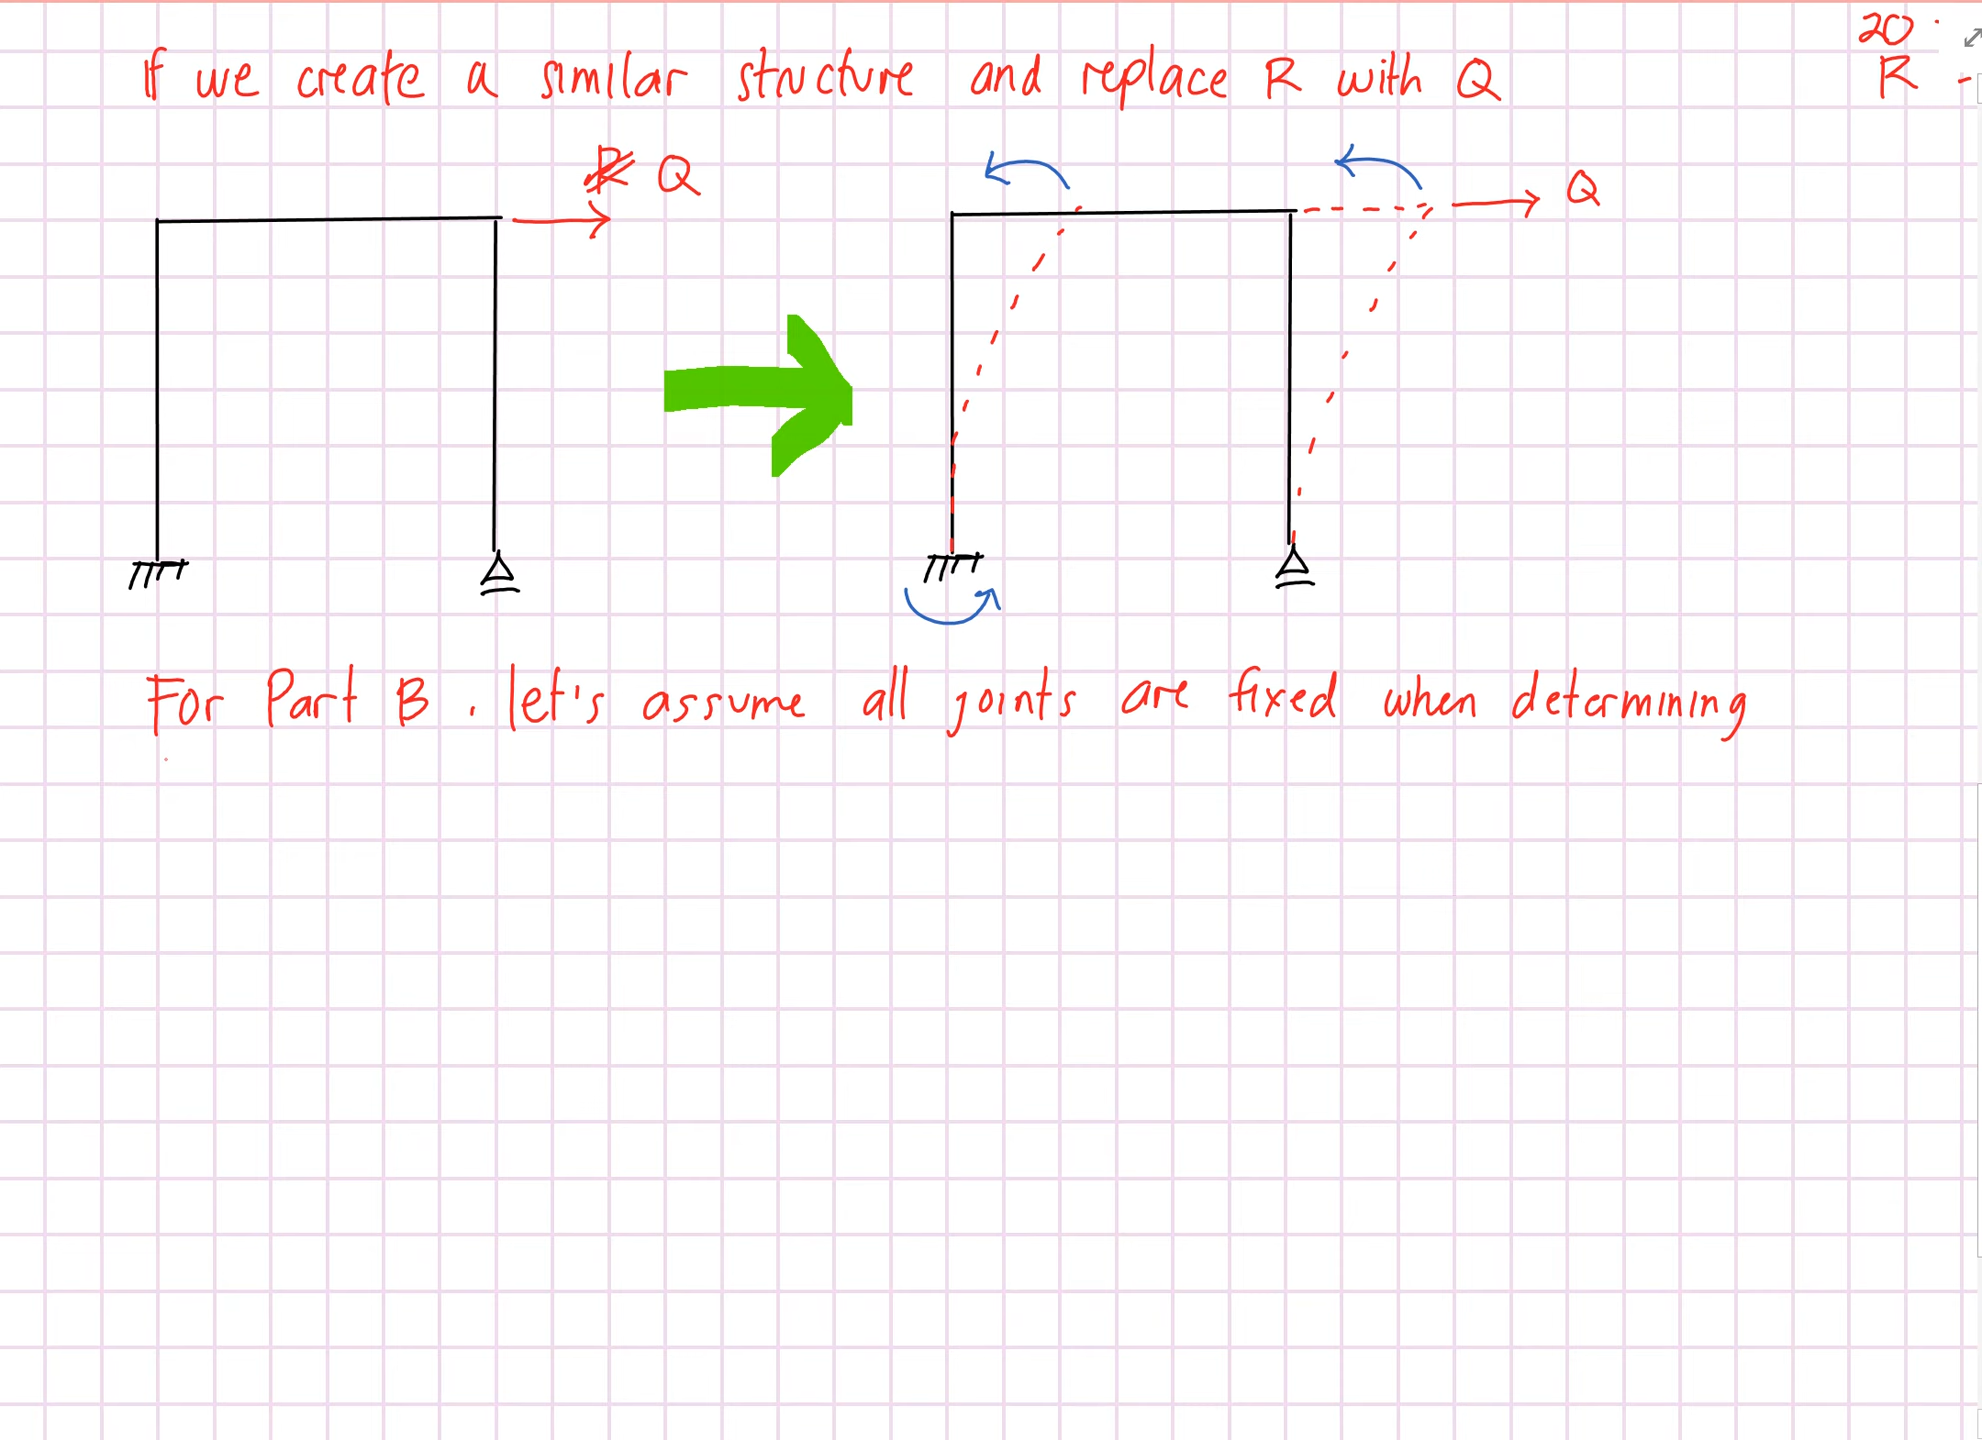 If we create a similar structure and replace R with Q
20
R
R Q
Q
For Part B. let's assume all joints are fixed when determining